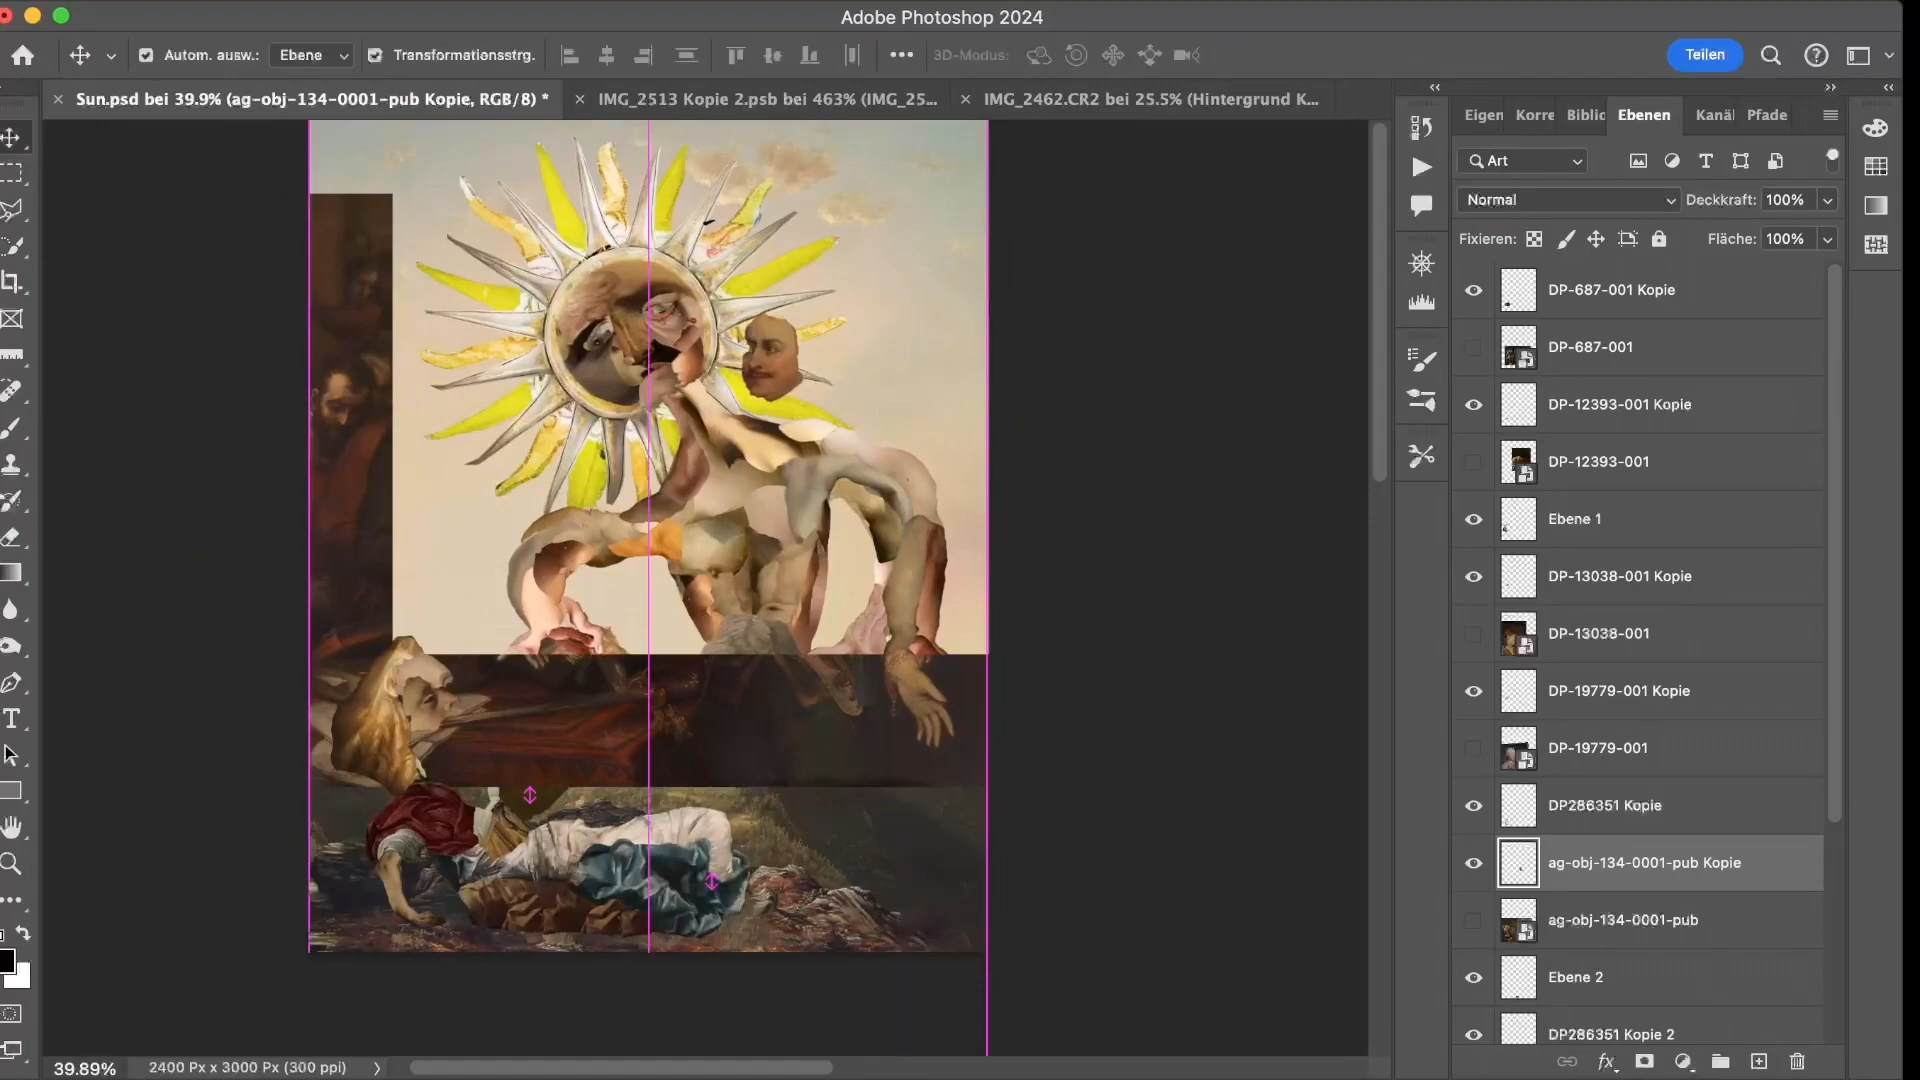 Adobe Photoshop 2024
Autom. ausw.: Ebene Transformationsstrg. 3D-Modus: Teilen
Sun.psd bei 39.9% (ag-obj-134-0001-pub Kopie, RGB/8) * IMG_2513 Kopie 2.psb bei 463% (IMG_25... IMG_2462.CR2 bei 25.5% (Hintergrund K...
Eigen Korre Biblic Ebenen Kanäl Pfade
Art
Normal Deckkraft: 100%
Fixieren: Fläche: 100%
DP-687-001 Kopie
DP-687-001
DP-12393-001 Kopie
DP-12393-001
Ebene 1
DP-13038-001 Kopie
DP-13038-001
DP-19779-001 Kopie
DP-19779-001
DP286351 Kopie
ag-obj-134-0001-pub Kopie
ag-obj-134-0001-pub
Ebene 2
DP286351 Kopie 2
39.89% 2400 Px x 3000 Px (300 ppi)
fx